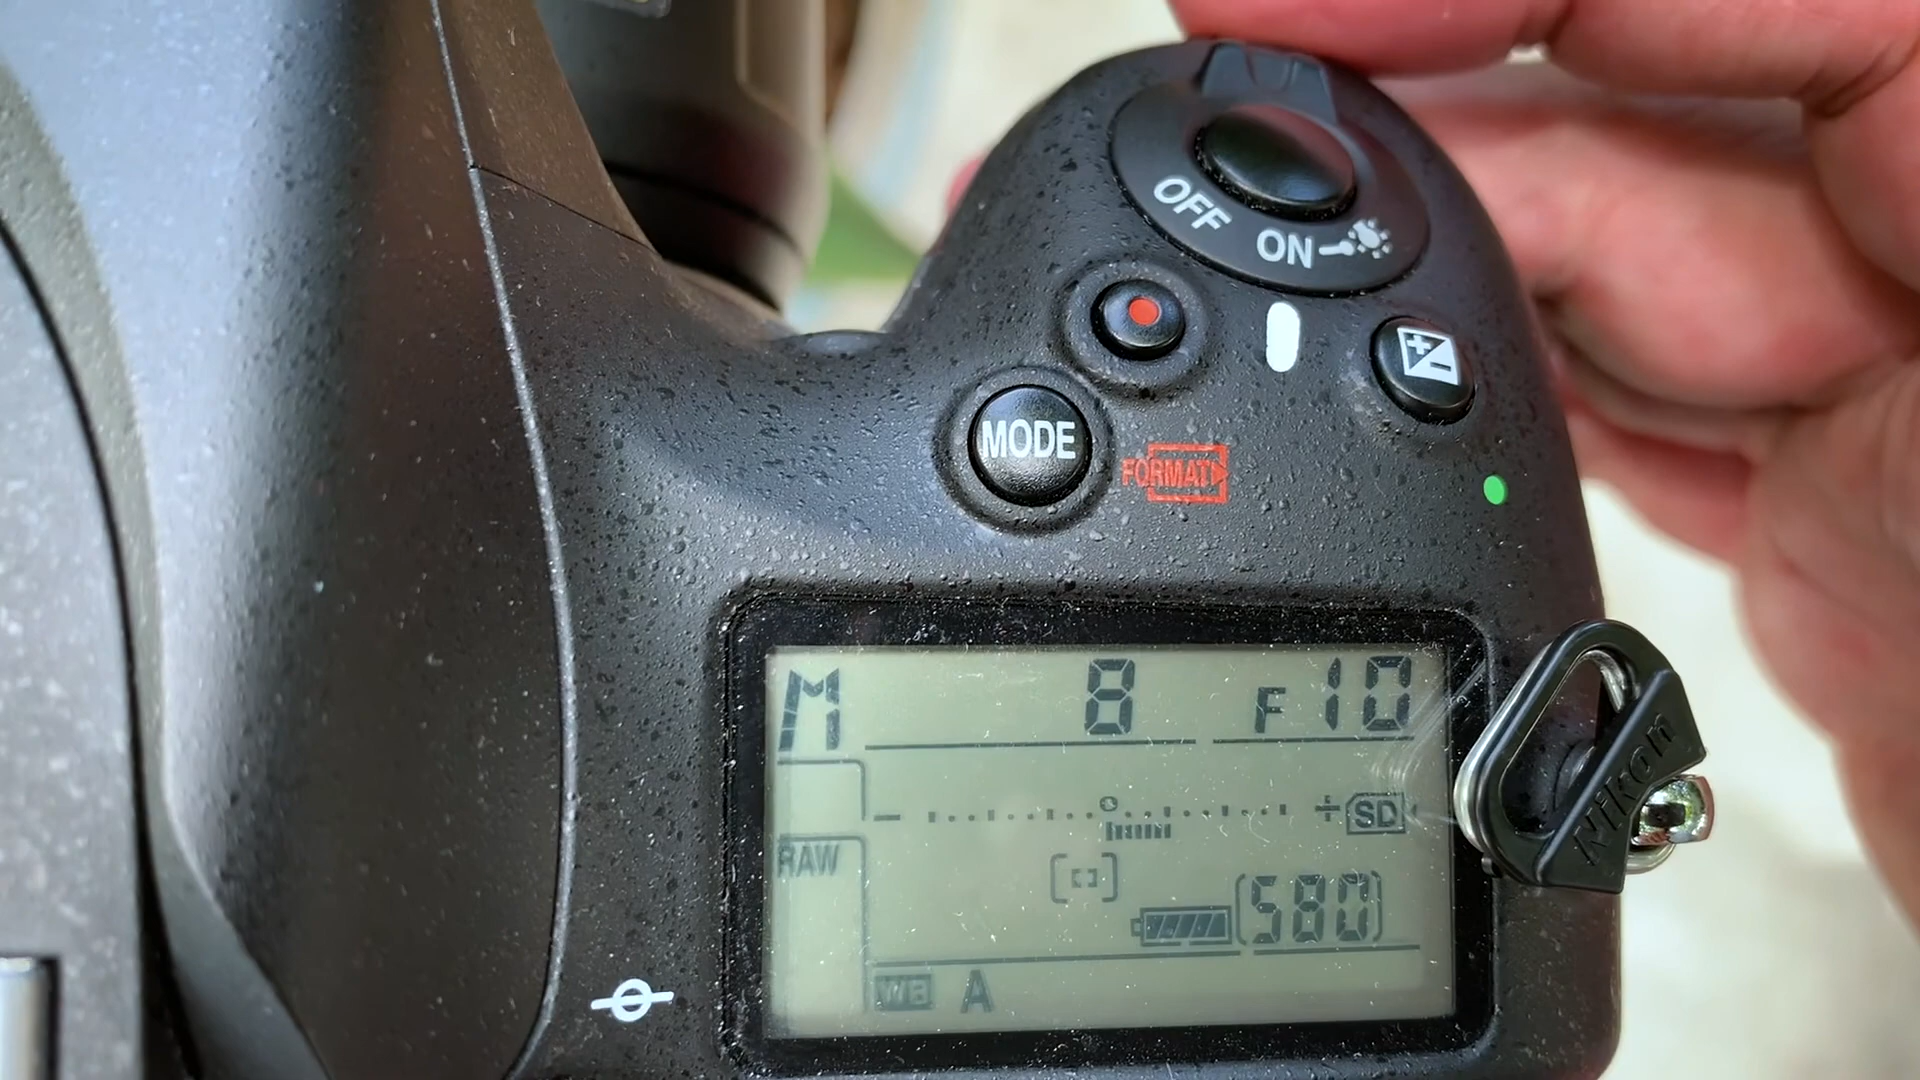 OFF
ON
MODE
FORMAT
M 8 F10
- + SD
RAW
[580]
WB A
Nikon